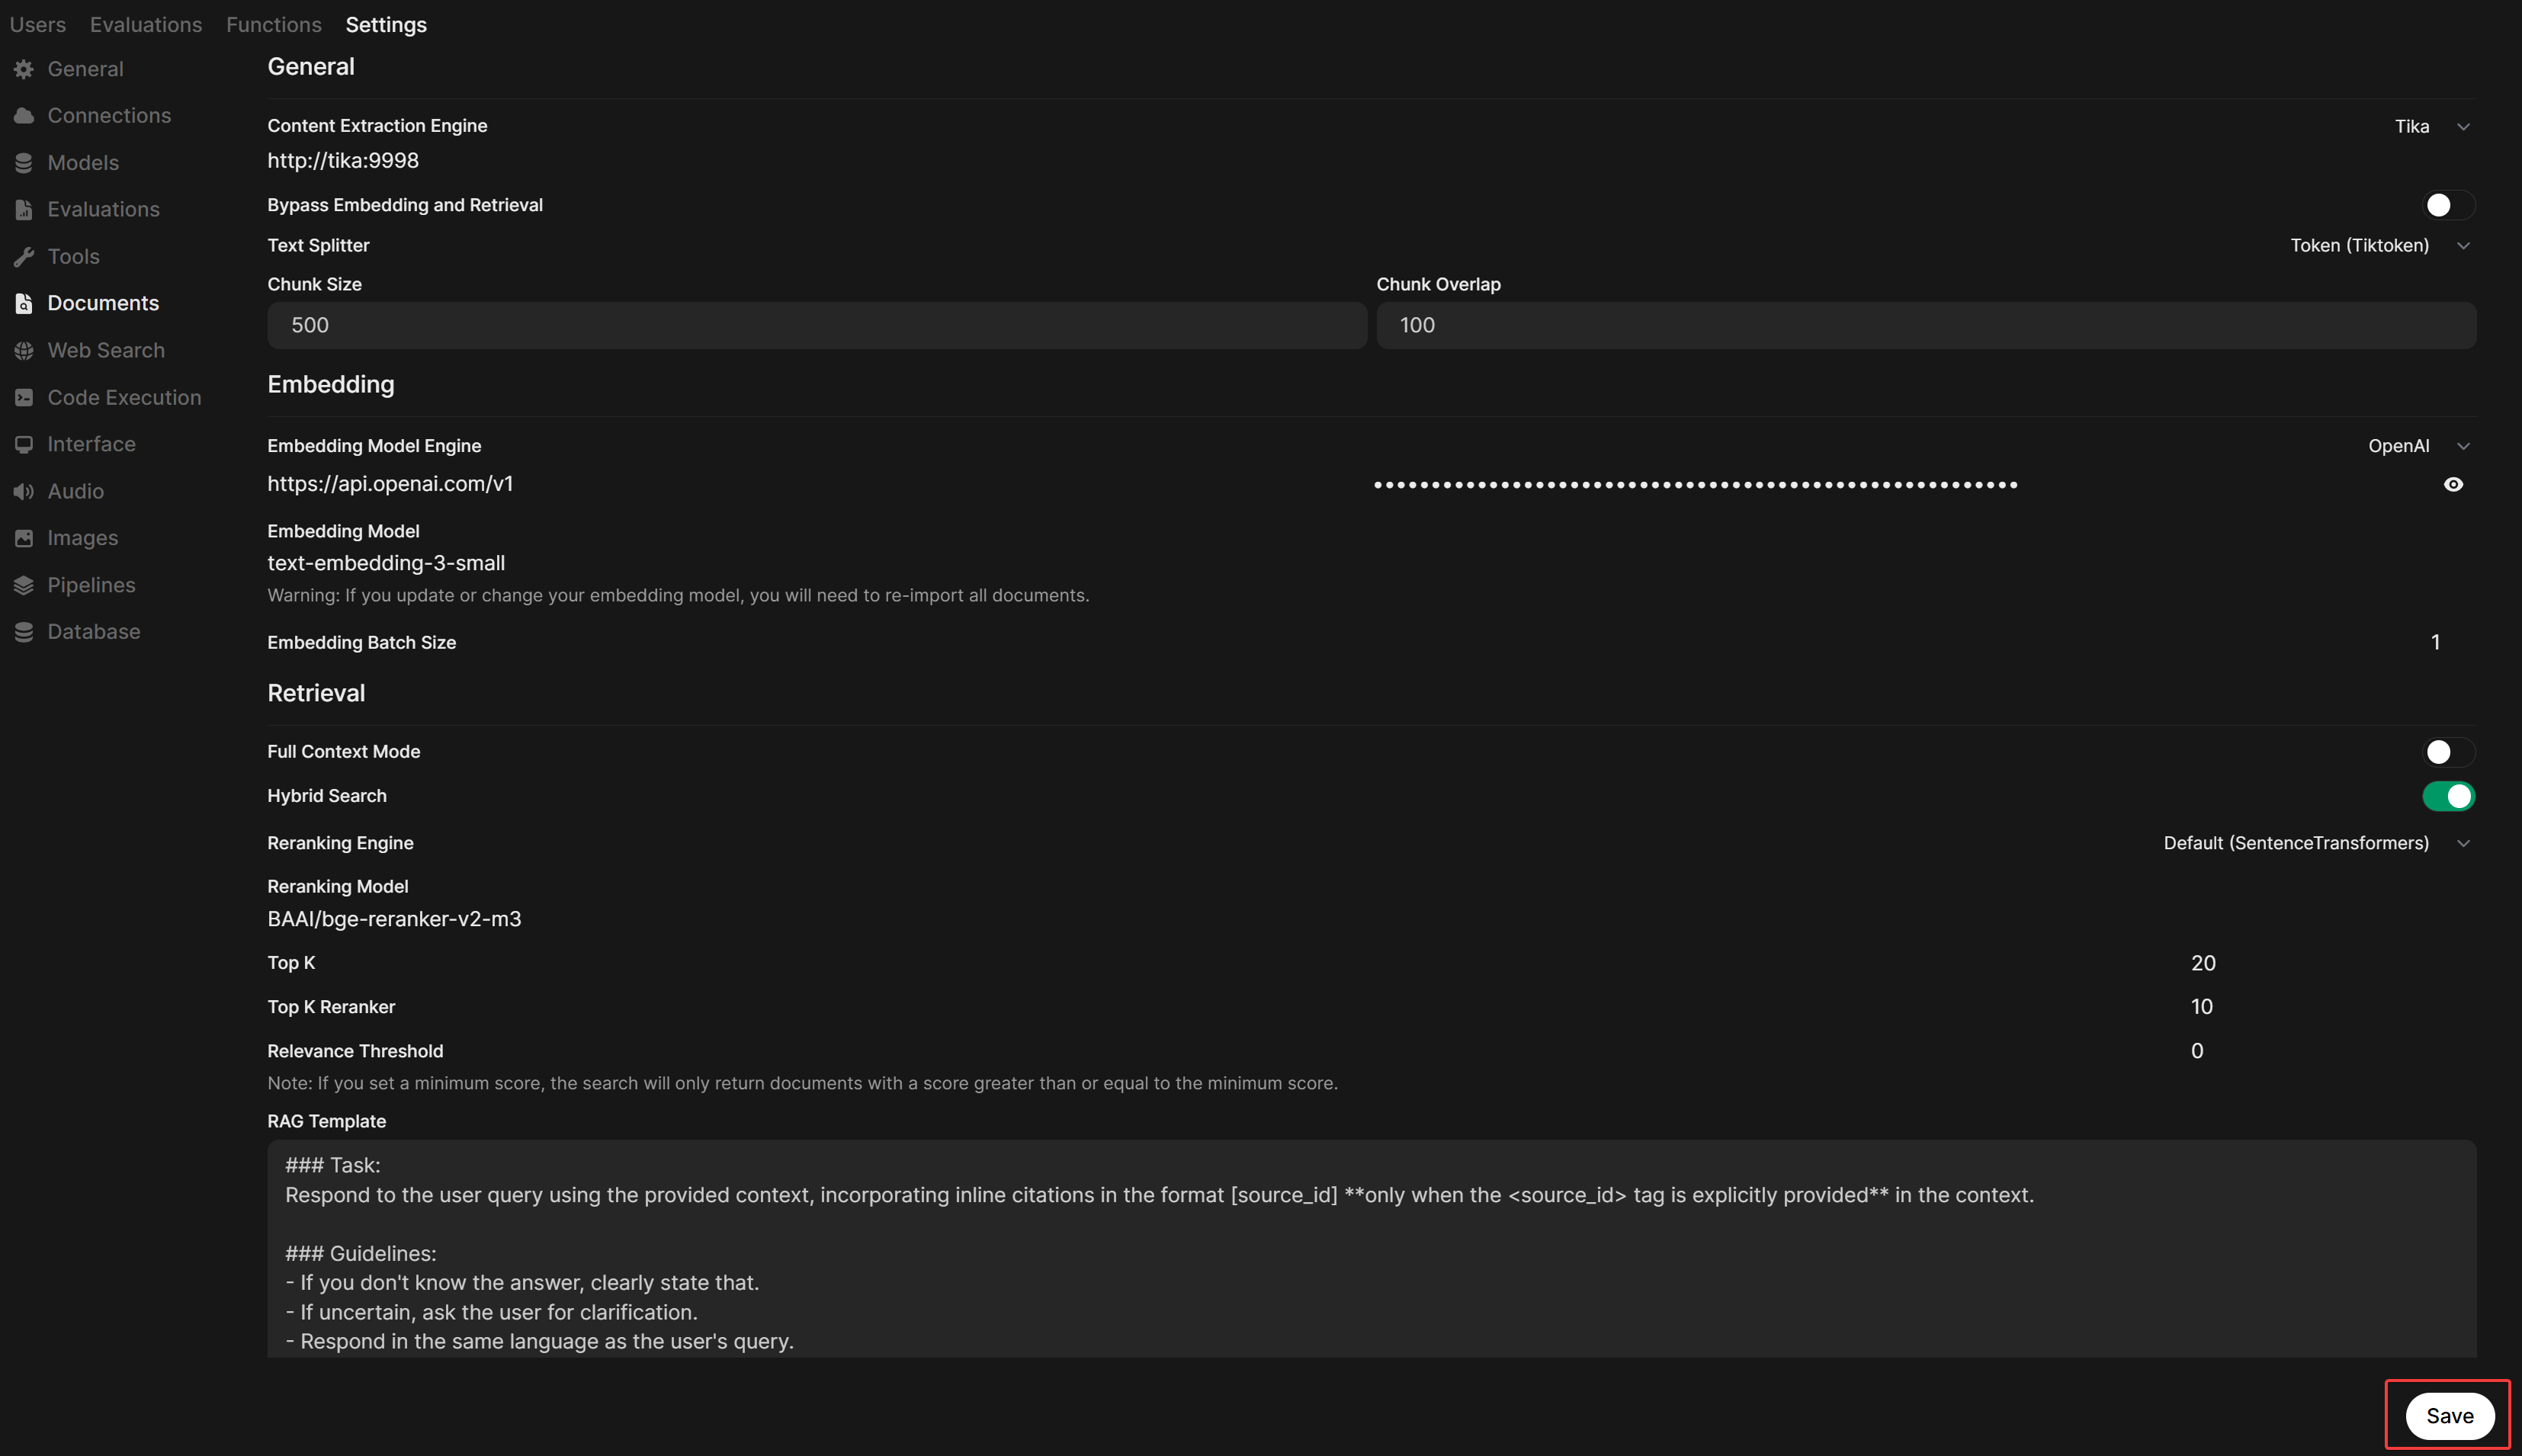 Users Evaluations Functions Settings
General
Connections
Models
Evaluations
Tools
Documents
Web Search
Code Execution
Interface
Audio
Images
Pipelines
Database
General
Content Extraction Engine Tika
http://tika:9998
Bypass Embedding and Retrieval
Text Splitter Token (Tiktoken)
Chunk Size Chunk Overlap
500 100
Embedding
Embedding Model Engine OpenAI
https://api.openai.com/v1 ••••••••••••••••••••••••••••••••••••••••••••••••••••••••
Embedding Model
text-embedding-3-small
Warning: If you update or change your embedding model, you will need to re-import all documents.
Embedding Batch Size 1
Retrieval
Full Context Mode
Hybrid Search
Reranking Engine Default (SentenceTransformers)
Reranking Model
BAAI/bge-reranker-v2-m3
Top K 20
Top K Reranker 10
Relevance Threshold 0
Note: If you set a minimum score, the search will only return documents with a score greater than or equal to the minimum score.
RAG Template
### Task:
Respond to the user query using the provided context, incorporating inline citations in the format [source_id] **only when the <source_id> tag is explicitly provided** in the context.
### Guidelines:
- If you don't know the answer, clearly state that.
- If uncertain, ask the user for clarification.
- Respond in the same language as the user's query.
Save